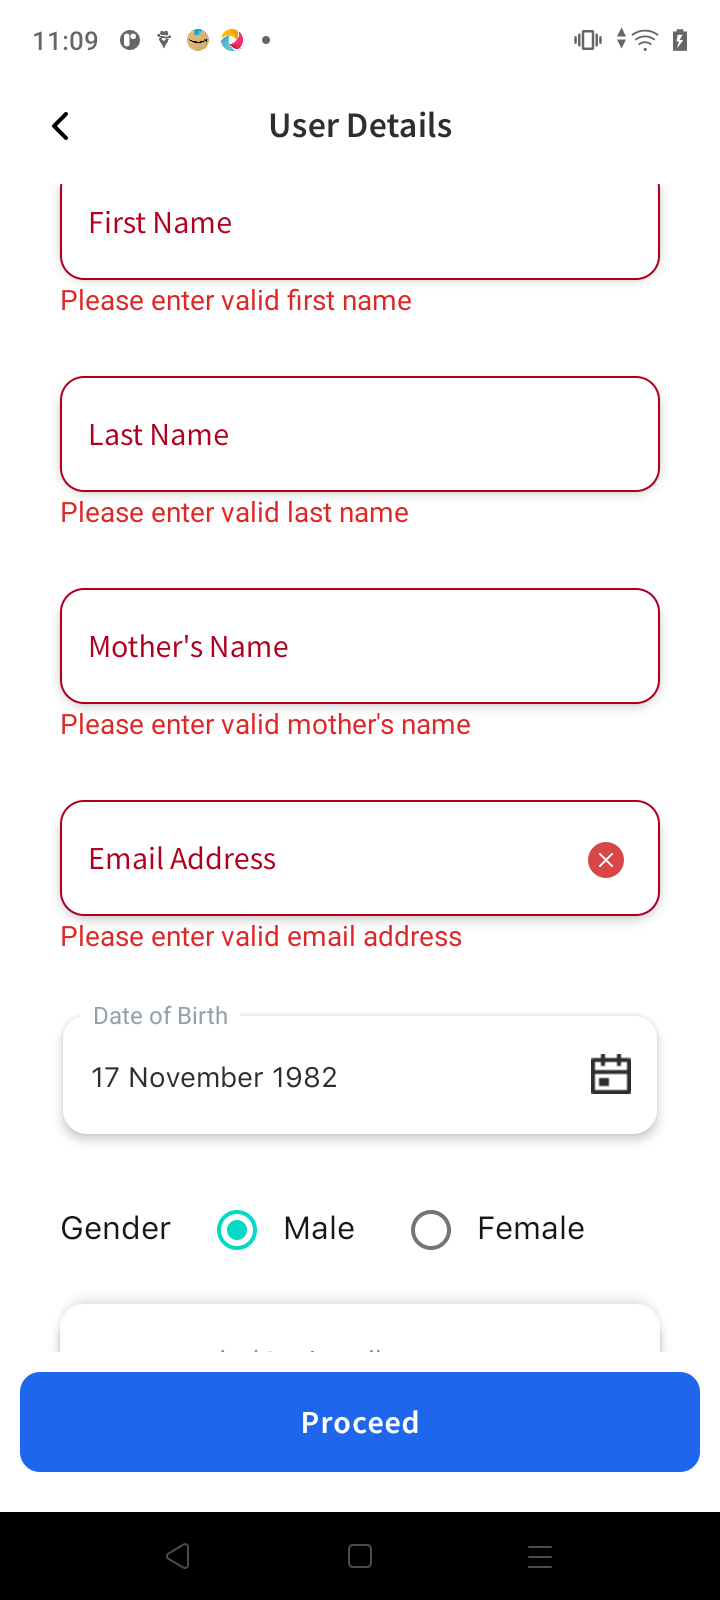 11:09
User Details
First Name
Please enter valid first name
Last Name
Please enter valid last name
Mother's Name
Please enter valid mother's name
Email Address
Please enter valid email address
Date of Birth
17 November 1982
Gender Male Female
Proceed